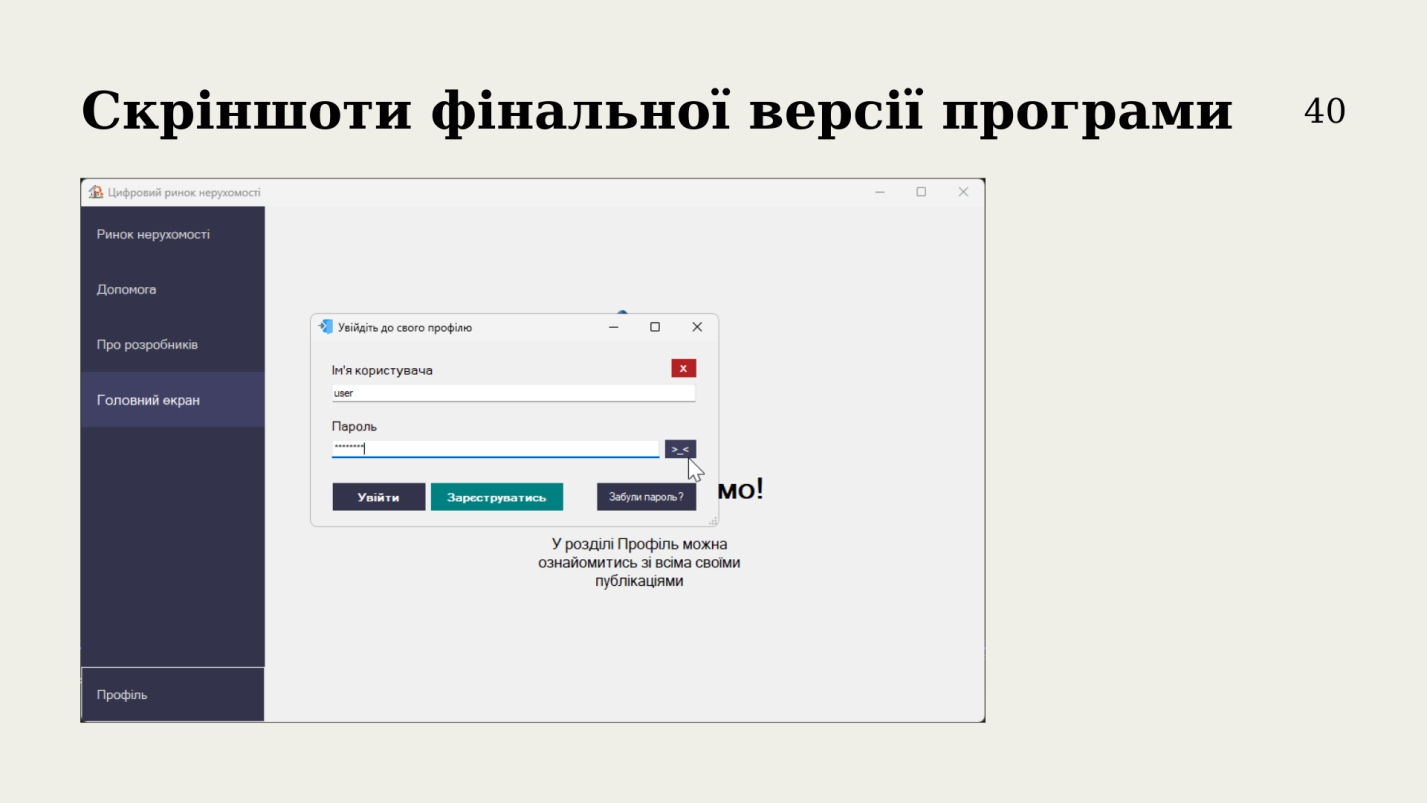 Скріншоти фінальної версії програми
40
Цифровий ринок нерухомості
Ринок нерухомості
Допомога
Про розробників
Головний екран
Профіль
Увійдіть до свого профілю
Ім'я користувача
x
user
Пароль
********
>_<
Увійти
Зареструватись
Забули пароль?
мо!
У розділі Профіль можна
ознайомитись зі всіма своїми
публікаціями